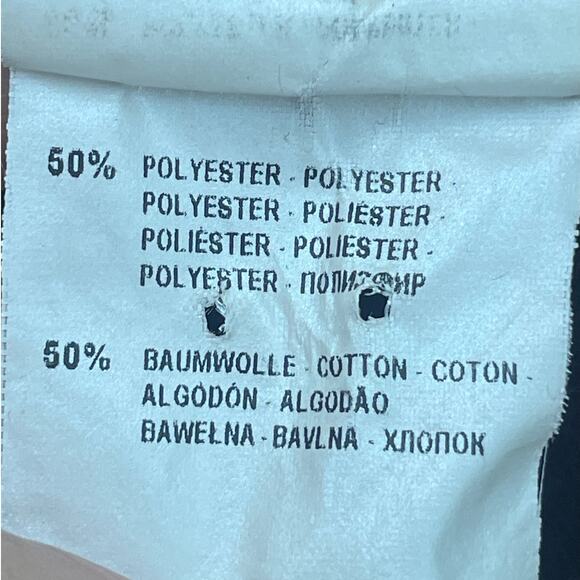 50% POLYESTER - POLYESTER -
POLYESTER - POLIÉSTER -
POLIÉSTER - POLIESTER -
POLYESTER - ПОЛИЭФИР
50% BAUMWOLLE - COTTON - COTON -
ALGODÓN - ALGODÃO
BAWEŁNA - BAVLNA - ХЛОПОК